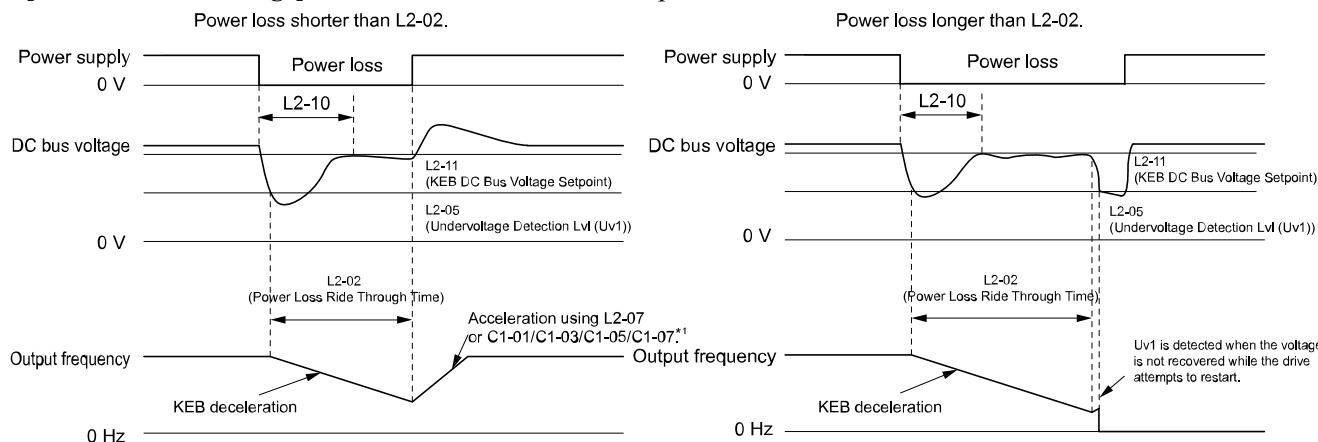 Power loss shorter than L2-02.
Power supply
Power loss
0 V
L2-10
DC bus voltage
L2-11
(KEB DC Bus Voltage Setpoint)
L2-05
(Undervoltage Detection Lvl (Uv1))
0 V
L2-02
(Power Loss Ride Through Time)
Acceleration using L2-07
or C1-01/C1-03/C1-05/C1-07.*1
Output frequency
KEB deceleration
0 Hz
Power loss longer than L2-02.
Power supply
Power loss
0 V
L2-10
DC bus voltage
L2-11
(KEB DC Bus Voltage Setpoint)
L2-05
(Undervoltage Detection Lvl (Uv1))
0 V
L2-02
(Power Loss Ride Through Time)
Output frequency
Uv1 is detected when the voltage
is not recovered while the drive
attempts to restart.
KEB deceleration
0 Hz